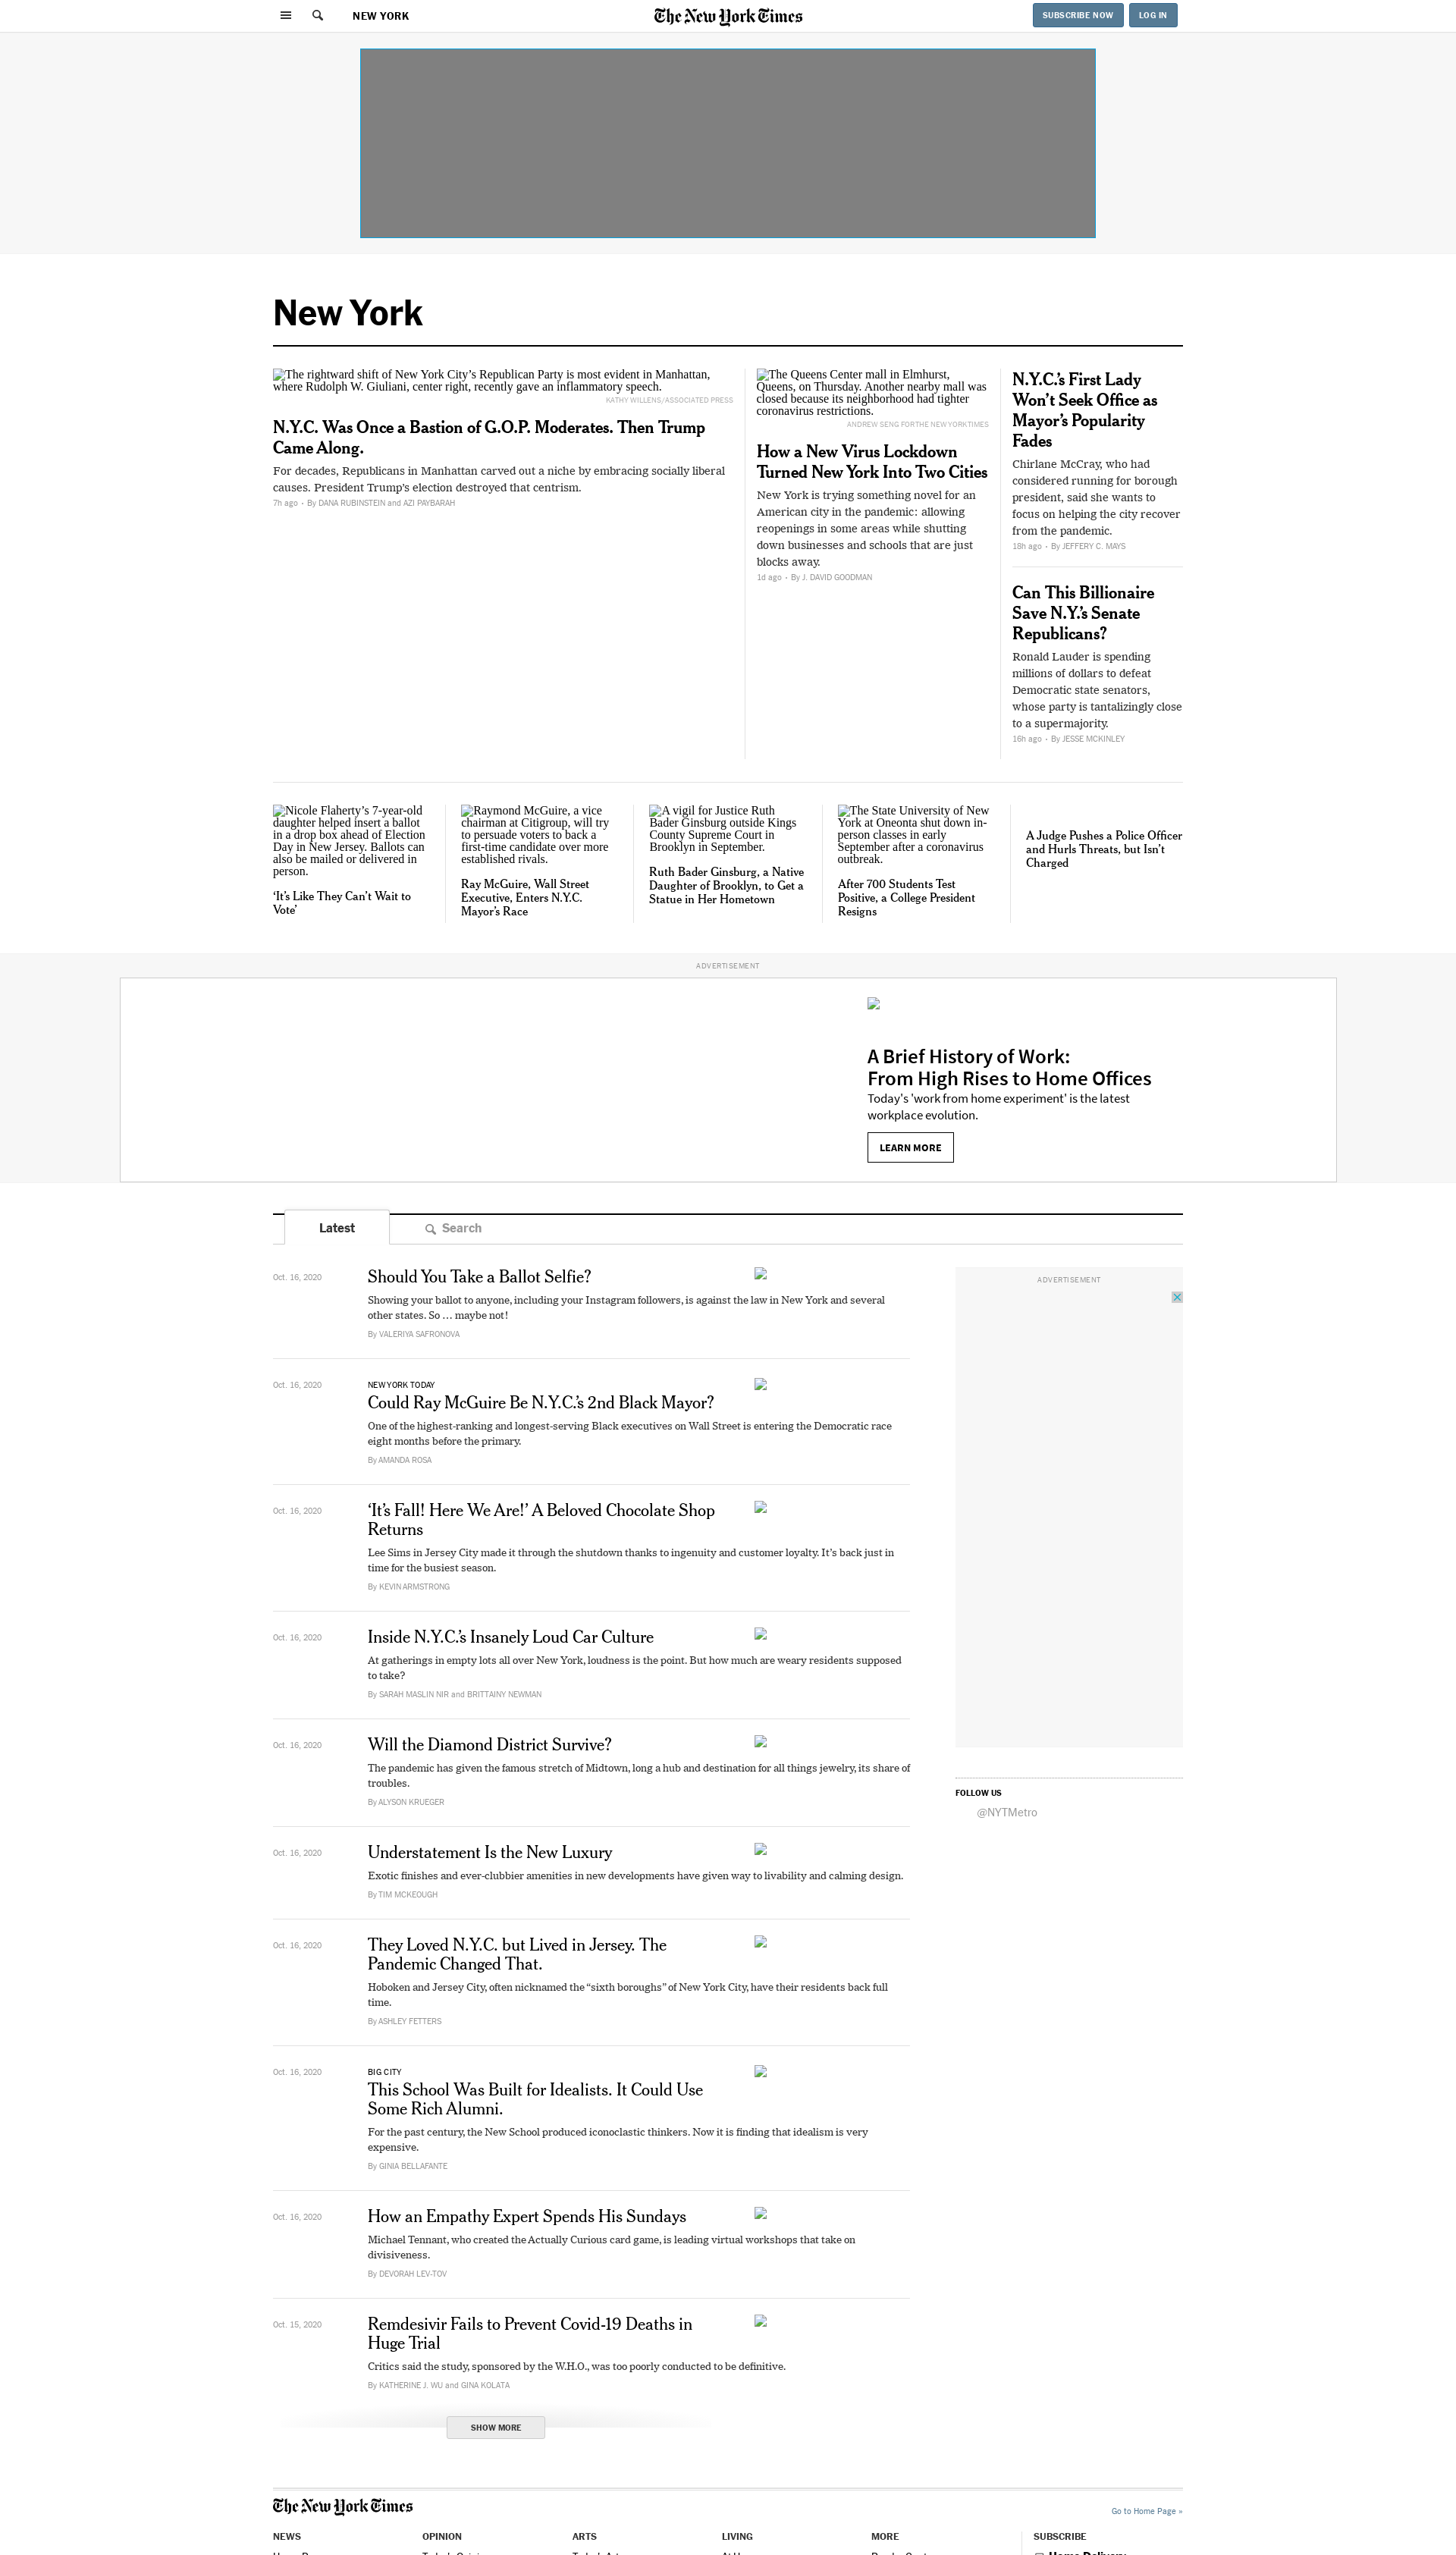 NEW YORK
The New York Times
SUBSCRIBE NOW
LOG IN
New York
The rightward shift of New York City’s Republican Party is most evident in Manhattan,
where Rudolph W. Giuliani, center right, recently gave an inflammatory speech.
KATHY WILLENS/ASSOCIATED PRESS
N.Y.C. Was Once a Bastion of G.O.P. Moderates. Then Trump
Came Along.
For decades, Republicans in Manhattan carved out a niche by embracing socially liberal
causes. President Trump’s election destroyed that centrism.
7h ago • By DANA RUBINSTEIN and AZI PAYBARAH
The Queens Center mall in Elmhurst,
Queens, on Thursday. Another nearby mall was
closed because its neighborhood had tighter
coronavirus restrictions.
ANDREW SENG FOR THE NEW YORK TIMES
How a New Virus Lockdown
Turned New York Into Two Cities
New York is trying something novel for an
American city in the pandemic: allowing
reopenings in some areas while shutting
down businesses and schools that are just
blocks away.
1d ago • By J. DAVID GOODMAN
N.Y.C.’s First Lady
Won’t Seek Office as
Mayor’s Popularity
Fades
Chirlane McCray, who had
considered running for borough
president, said she wants to
focus on helping the city recover
from the pandemic.
18h ago • By JEFFERY C. MAYS
Can This Billionaire
Save N.Y.’s Senate
Republicans?
Ronald Lauder is spending
millions of dollars to defeat
Democratic state senators,
whose party is tantalizingly close
to a supermajority.
16h ago • By JESSE MCKINLEY
Nicole Flaherty’s 7-year-old
daughter helped insert a ballot
in a drop box ahead of Election
Day in New Jersey. Ballots can
also be mailed or delivered in
person.
‘It’s Like They Can’t Wait to
Vote’
Raymond McGuire, a vice
chairman at Citigroup, will try
to persuade voters to back a
first-time candidate over more
established rivals.
Ray McGuire, Wall Street
Executive, Enters N.Y.C.
Mayor’s Race
A vigil for Justice Ruth
Bader Ginsburg outside Kings
County Supreme Court in
Brooklyn in September.
Ruth Bader Ginsburg, a Native
Daughter of Brooklyn, to Get a
Statue in Her Hometown
The State University of New
York at Oneonta shut down in-
person classes in early
September after a coronavirus
outbreak.
After 700 Students Test
Positive, a College President
Resigns
A Judge Pushes a Police Officer
and Hurls Threats, but Isn’t
Charged
ADVERTISEMENT
A Brief History of Work:
From High Rises to Home Offices
Today's 'work from home experiment' is the latest
workplace evolution.
LEARN MORE
Latest
Search
Oct. 16, 2020
Should You Take a Ballot Selfie?
Showing your ballot to anyone, including your Instagram followers, is against the law in New York and several
other states. So … maybe not!
By VALERIYA SAFRONOVA
ADVERTISEMENT
Oct. 16, 2020
NEW YORK TODAY
Could Ray McGuire Be N.Y.C.’s 2nd Black Mayor?
One of the highest-ranking and longest-serving Black executives on Wall Street is entering the Democratic race
eight months before the primary.
By AMANDA ROSA
Oct. 16, 2020
‘It’s Fall! Here We Are!’ A Beloved Chocolate Shop
Returns
Lee Sims in Jersey City made it through the shutdown thanks to ingenuity and customer loyalty. It’s back just in
time for the busiest season.
By KEVIN ARMSTRONG
Oct. 16, 2020
Inside N.Y.C.’s Insanely Loud Car Culture
At gatherings in empty lots all over New York, loudness is the point. But how much are weary residents supposed
to take?
By SARAH MASLIN NIR and BRITTAINY NEWMAN
Oct. 16, 2020
Will the Diamond District Survive?
The pandemic has given the famous stretch of Midtown, long a hub and destination for all things jewelry, its share of
troubles.
By ALYSON KRUEGER
FOLLOW US
@NYTMetro
Oct. 16, 2020
Understatement Is the New Luxury
Exotic finishes and ever-clubbier amenities in new developments have given way to livability and calming design.
By TIM MCKEOUGH
Oct. 16, 2020
They Loved N.Y.C. but Lived in Jersey. The
Pandemic Changed That.
Hoboken and Jersey City, often nicknamed the “sixth boroughs” of New York City, have their residents back full
time.
By ASHLEY FETTERS
Oct. 16, 2020
BIG CITY
This School Was Built for Idealists. It Could Use
Some Rich Alumni.
For the past century, the New School produced iconoclastic thinkers. Now it is finding that idealism is very
expensive.
By GINIA BELLAFANTE
Oct. 16, 2020
How an Empathy Expert Spends His Sundays
Michael Tennant, who created the Actually Curious card game, is leading virtual workshops that take on
divisiveness.
By DEVORAH LEV-TOV
Oct. 15, 2020
Remdesivir Fails to Prevent Covid-19 Deaths in
Huge Trial
Critics said the study, sponsored by the W.H.O., was too poorly conducted to be definitive.
By KATHERINE J. WU and GINA KOLATA
SHOW MORE
The New York Times
Go to Home Page »
NEWS
OPINION
ARTS
LIVING
MORE
SUBSCRIBE